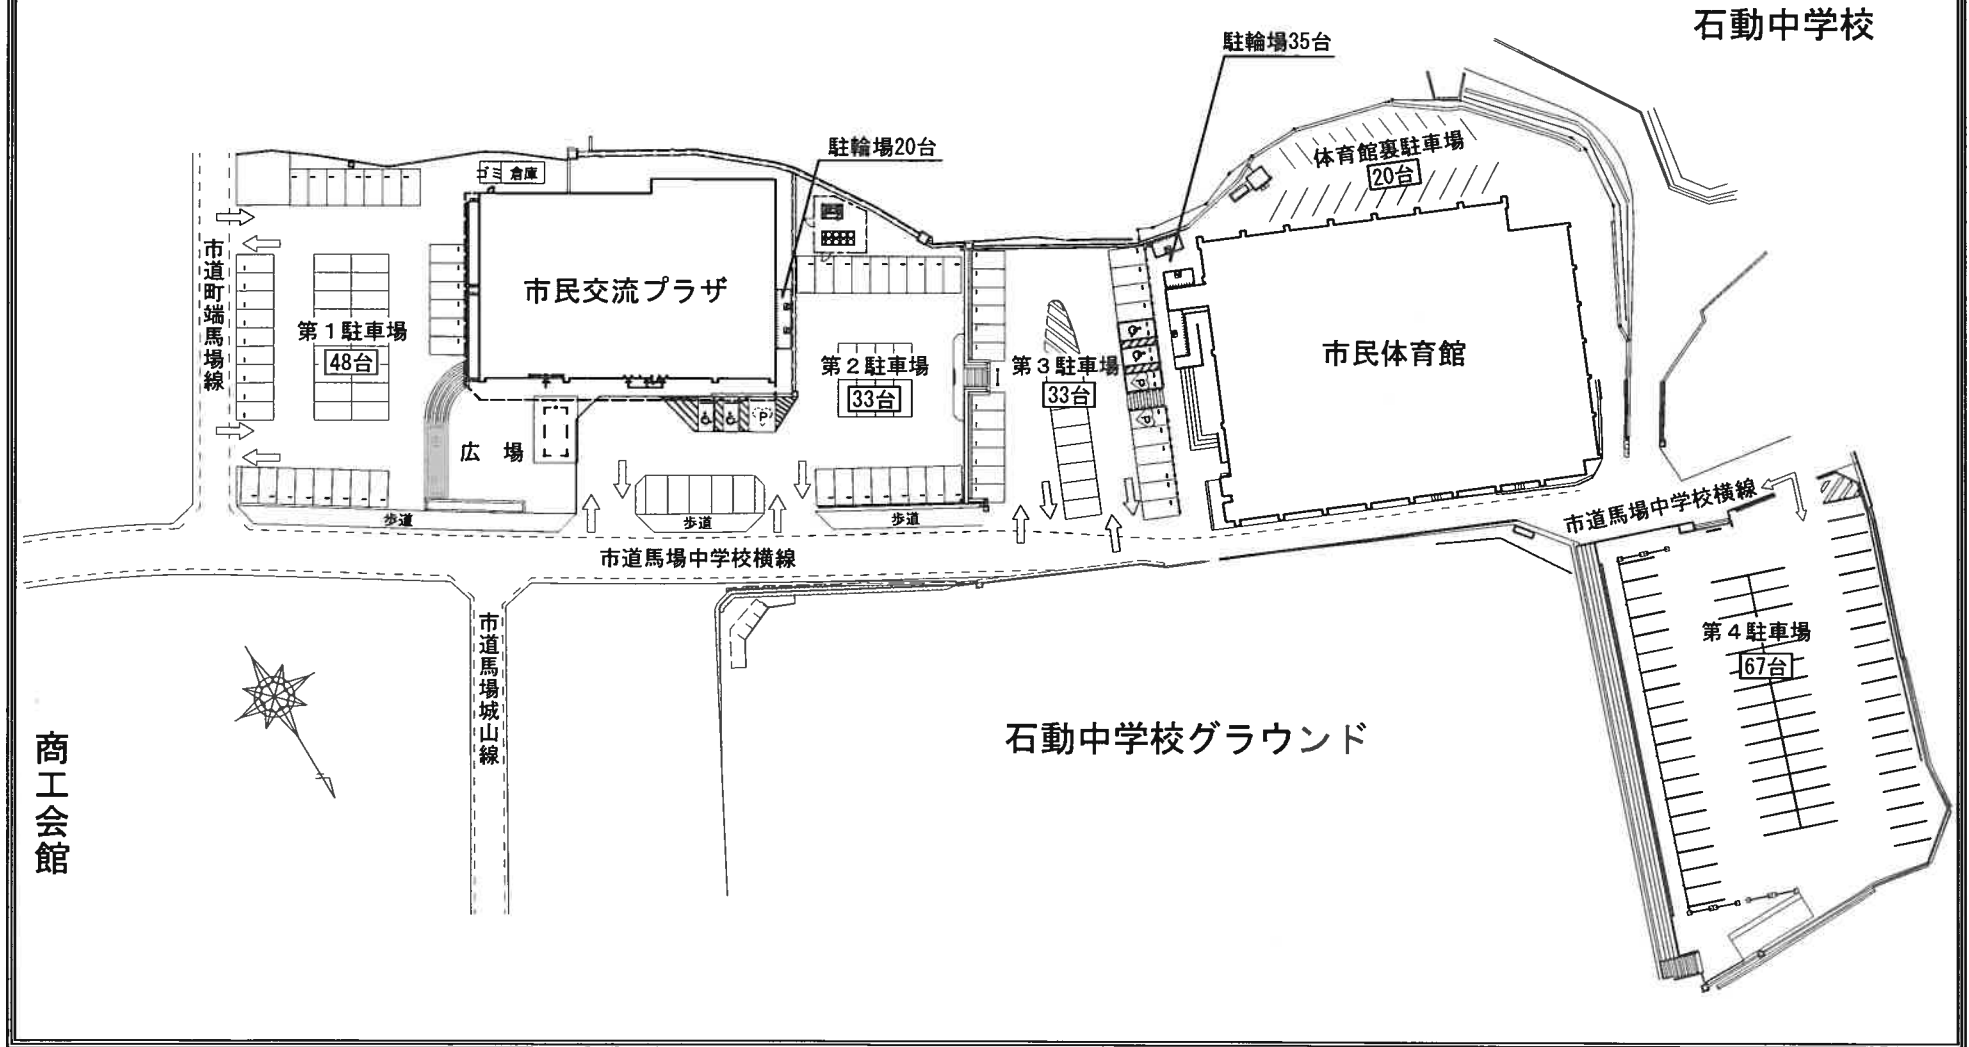 石動中学校
駐輪場35台
駐輪場20台
体育館裏駐車場
20台
ゴミ 倉庫
市道町端馬場線
市民交流プラザ
第1駐車場
48台
第2駐車場
33台
第3駐車場
33台
市民体育館
P
P
P
広場
歩道
歩道
歩道
市道馬場中学校横線
市道馬場中学校横線
市道馬場城山線
第4駐車場
67台
石動中学校グラウンド
商工会館